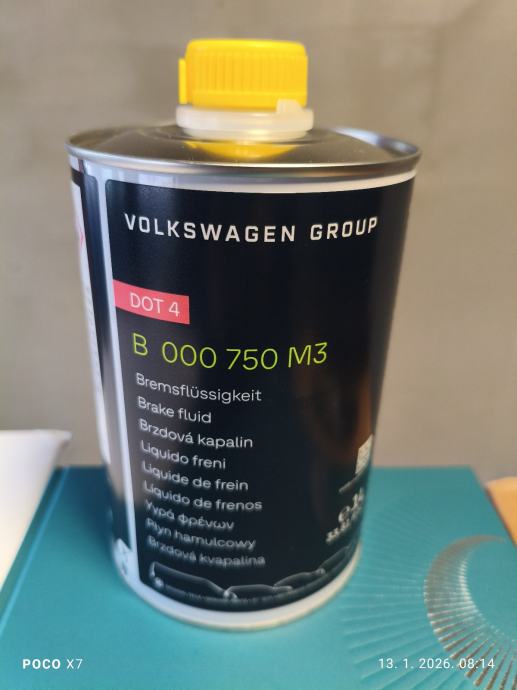 VOLKSWAGEN GROUP
DOT 4
B 000 750 M3
Bremsflüssigkeit
Brake fluid
Brzdová kapalin
Liquido freni
Liquide de frein
Líquido de frenos
Υγρά φρένων
Płyn hamulcowy
Brzdová kvapalina
POCO X7
13. 1. 2026. 08:14